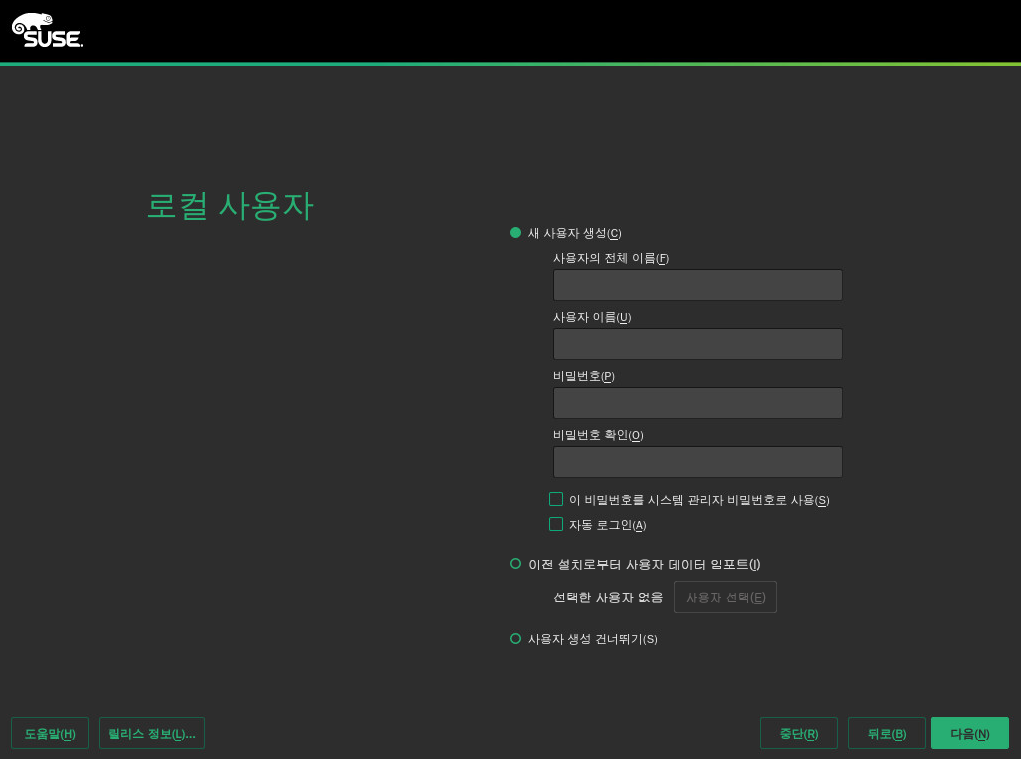 SUSE
로컬 사용자
새 사용자 생성(C)
사용자의 전체 이름(F)
사용자 이름(U)
비밀번호(P)
비밀번호 확인(O)
이 비밀번호를 시스템 관리자 비밀번호로 사용(S)
자동 로그인(A)
이전 설치로부터 사용자 데이터 임포트(I)
선택한 사용자 없음 사용자 선택(E)
사용자 생성 건너뛰기(S)
도움말(H) 릴리스 정보(L)... 중단(R) 뒤로(B) 다음(N)